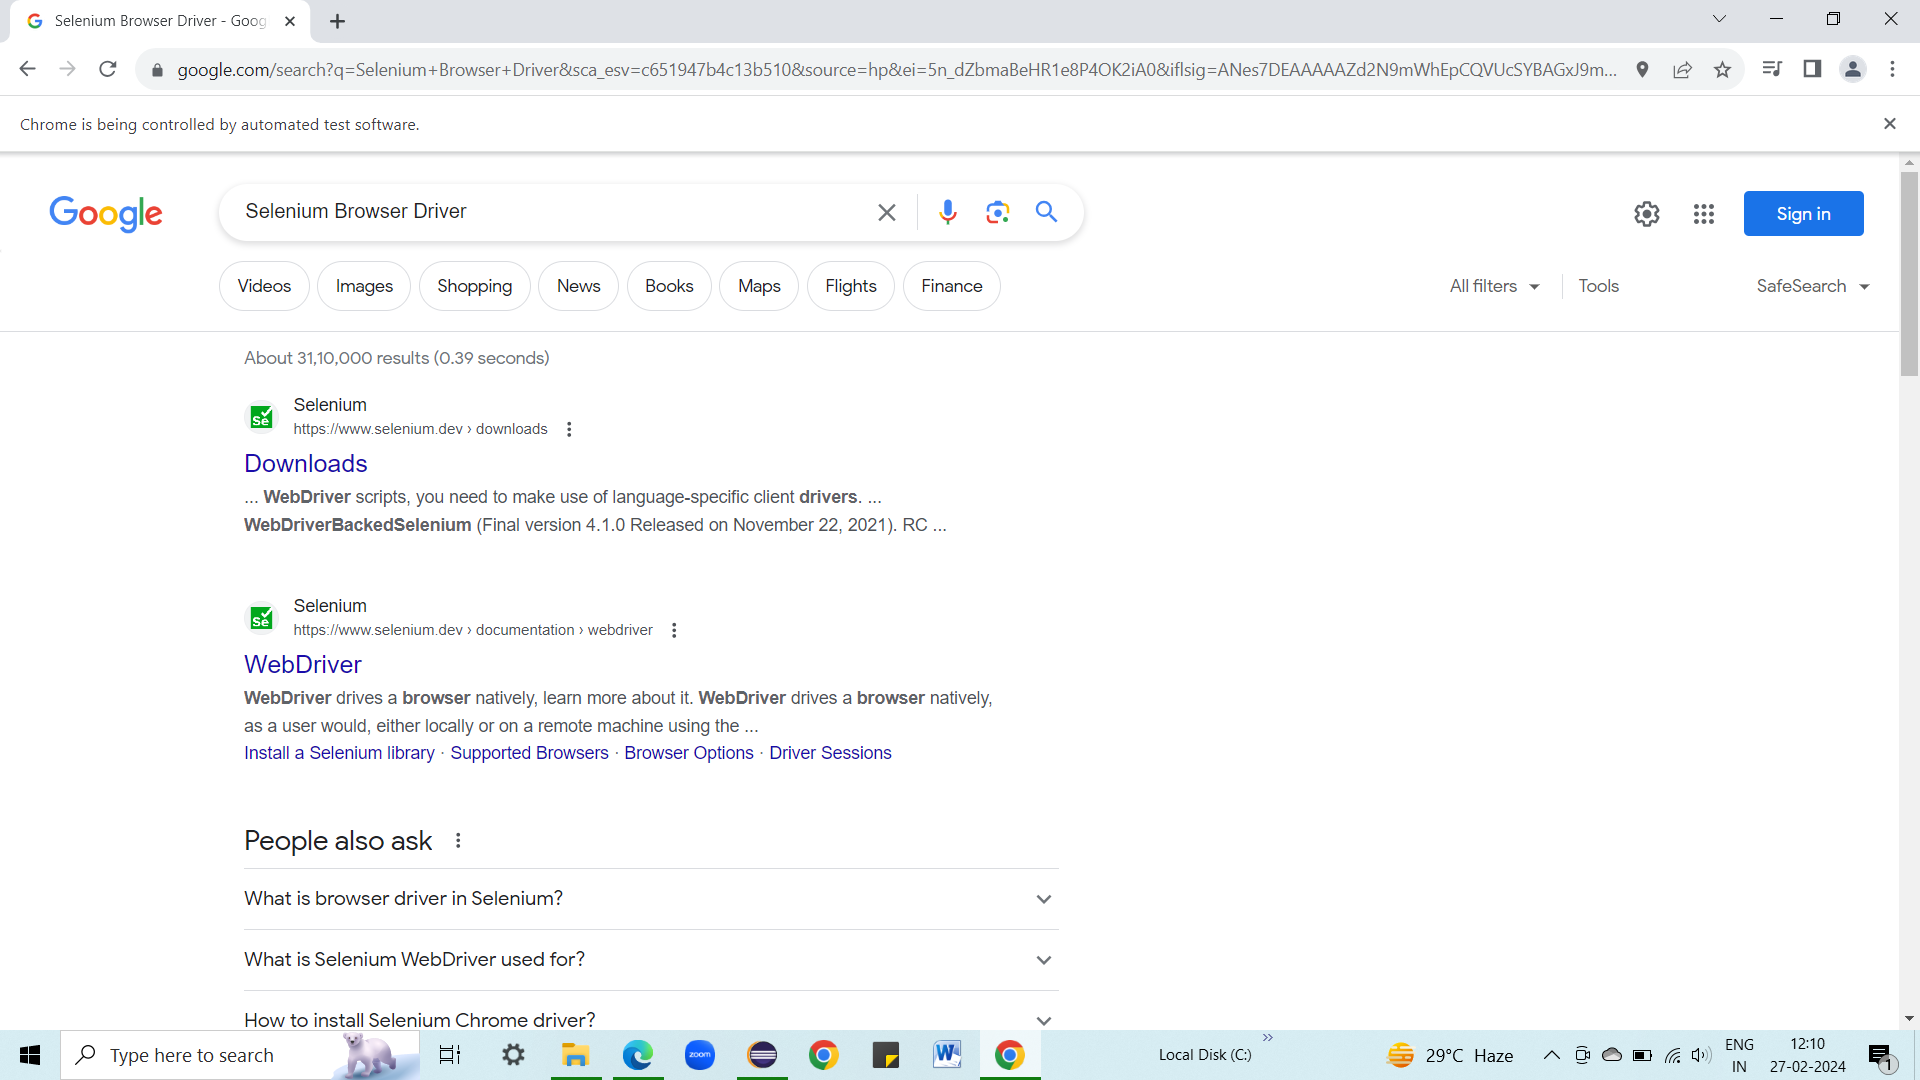 Selenium Browser Driver - Goog
google.com/search?q=Selenium+Browser+Driver&sca_esv=c651947b4c13b510&source=hp&ei=5n_dZbmaBeHR1e8P4OK2iA0&iflsig=ANes7DEAAAAAZd2N9mWhEpCQVUcSYBAGxJ9m...
Chrome is being controlled by automated test software.
Google
Selenium Browser Driver
Sign in
Videos
Images
Shopping
News
Books
Maps
Flights
Finance
All filters
Tools
SafeSearch
About 31,10,000 results (0.39 seconds)
Selenium
https://www.selenium.dev › downloads
Downloads
... WebDriver scripts, you need to make use of language-specific client drivers. ...
WebDriverBackedSelenium (Final version 4.1.0 Released on November 22, 2021). RC ...
Selenium
https://www.selenium.dev › documentation › webdriver
WebDriver
WebDriver drives a browser natively, learn more about it. WebDriver drives a browser natively,
as a user would, either locally or on a remote machine using the ...
Install a Selenium library · Supported Browsers · Browser Options · Driver Sessions
People also ask
What is browser driver in Selenium?
What is Selenium WebDriver used for?
How to install Selenium Chrome driver?
Type here to search
zoom
Local Disk (C:)
29°C Haze
ENG
IN
12:10
27-02-2024
1